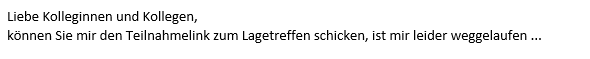 Liebe Kolleginnen und Kollegen,
können Sie mir den Teilnahmelink zum Lagetreffen schicken, ist mir leider weggelaufen ...